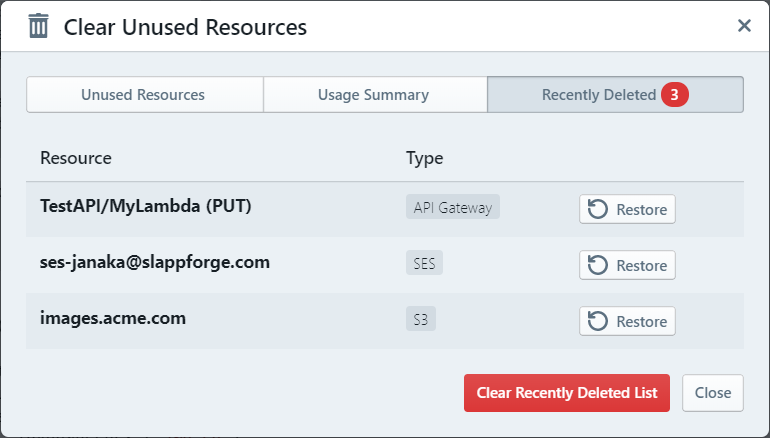 Clear Unused Resources
Unused Resources Usage Summary Recently Deleted 3
Resource Type
TestAPI/MyLambda (PUT) API Gateway Restore
ses-janaka@slappforge.com SES Restore
images.acme.com S3 Restore
Clear Recently Deleted List Close